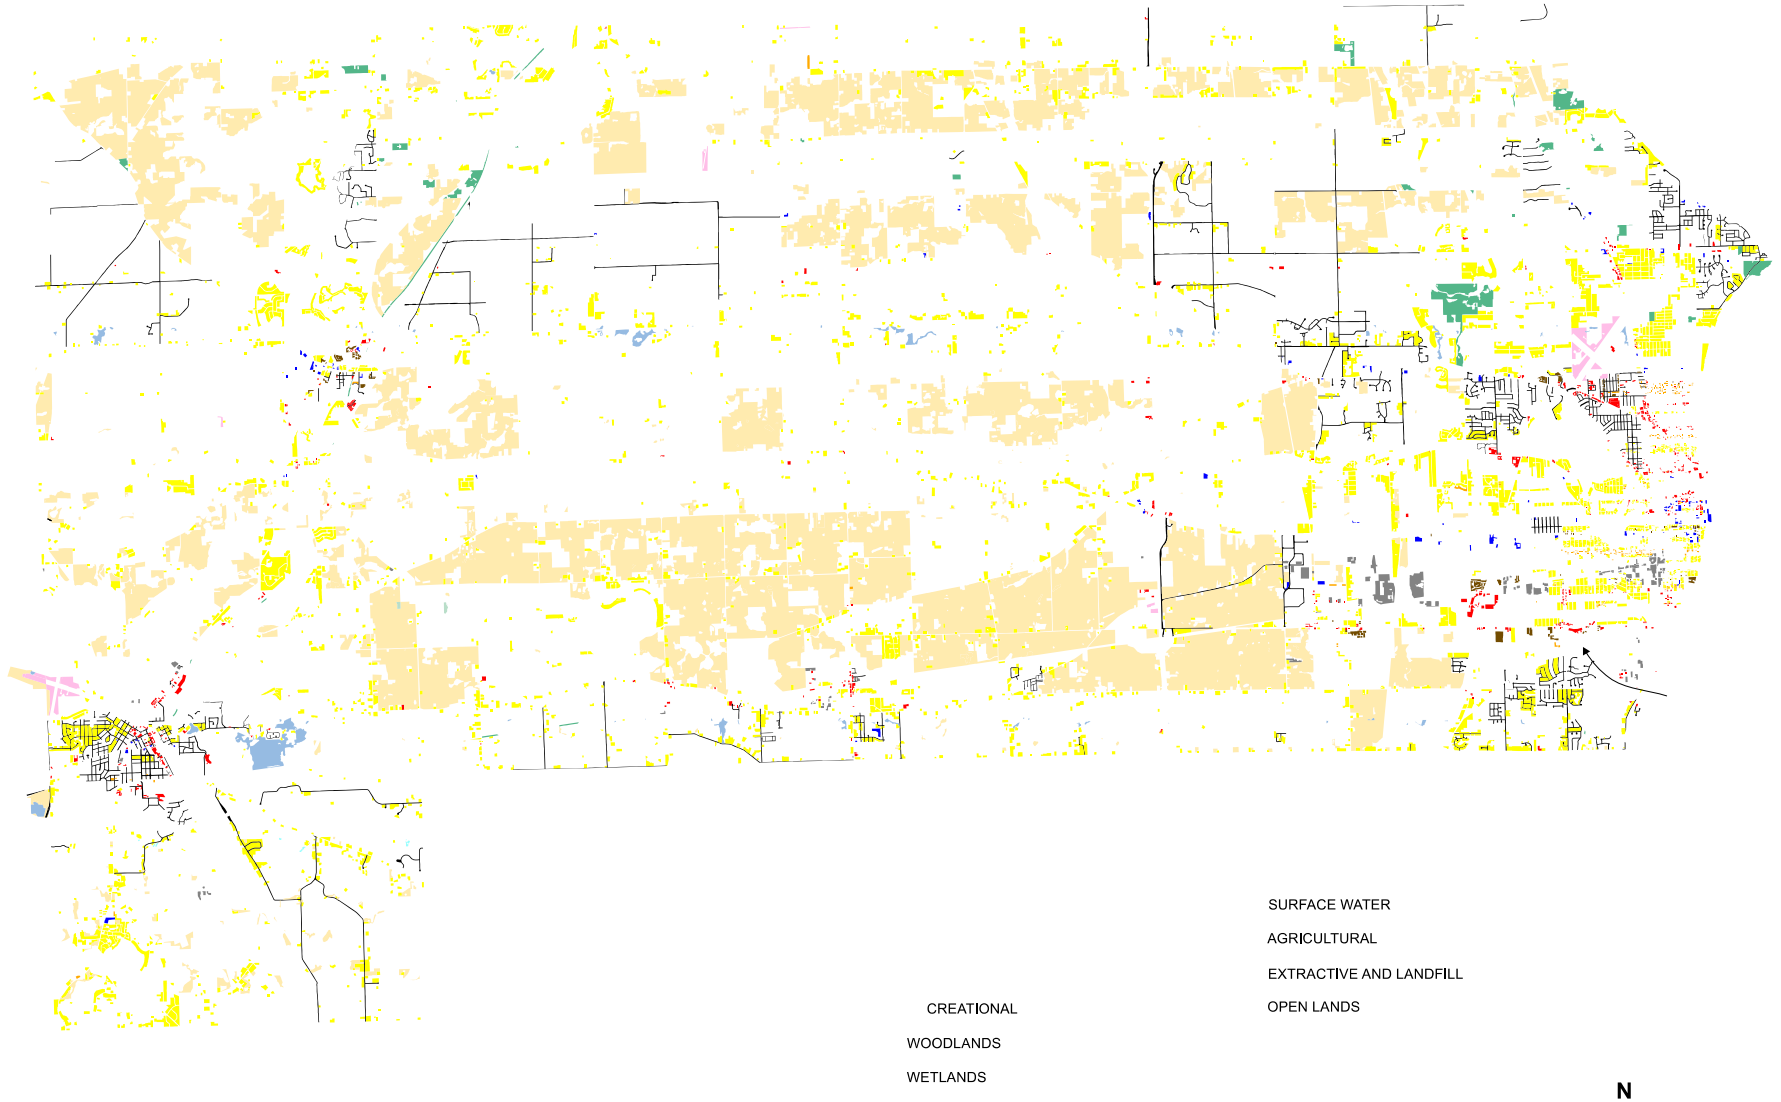 SURFACE WATER
AGRICULTURAL
EXTRACTIVE AND LANDFILL
OPEN LANDS
CREATIONAL
WOODLANDS
WETLANDS
N